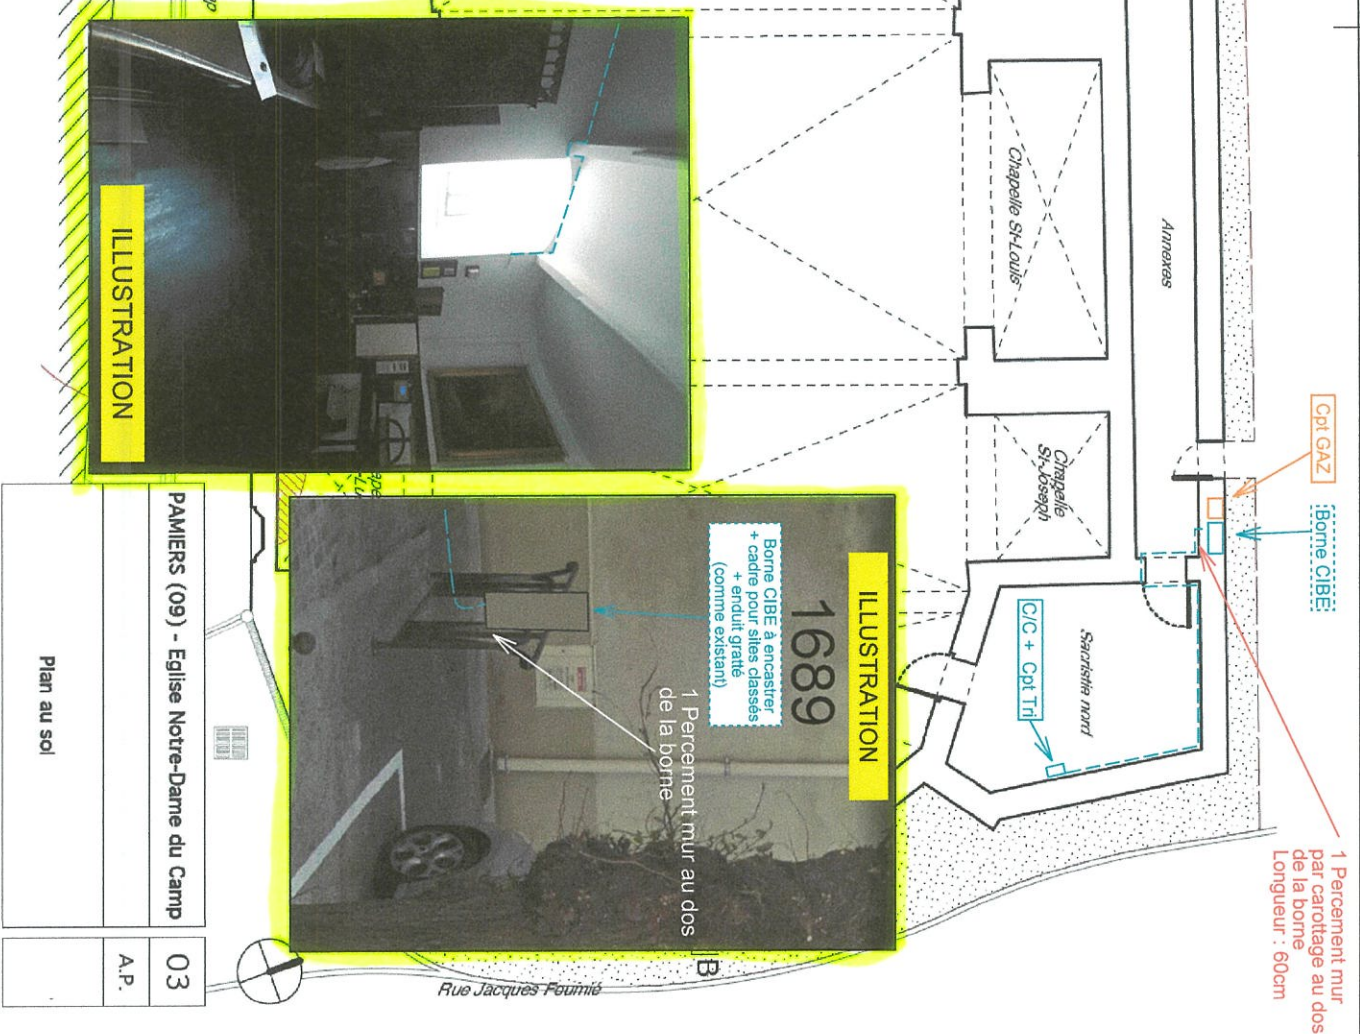 Cpt GAZ
Borne CIBE
1 Percement mur
par carottage au dos
de la borne
Longueur : 60cm
Annexes
Chapelle St-Louis
Chapelle
St-Joseph
Sacristie nord
C/C + Cpt Tri
ILLUSTRATION
1689
Borne CIBE à encastrer
+ cadre pour sites classés
+ enduit gratté
(comme existant)
1 Percement mur au dos
de la borne
B
Rue Jacques Fournié
ILLUSTRATION
PAMIERS (09) - Eglise Notre-Dame du Camp
03
A.P.
Plan au sol